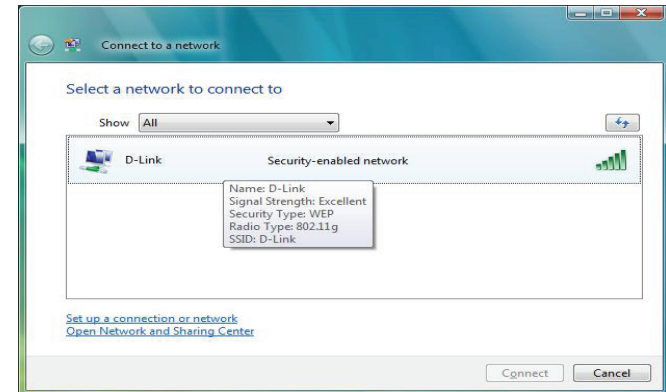 Connect to a network
Select a network to connect to
Show All
D-Link Security-enabled network
Name: D-Link
Signal Strength: Excellent
Security Type: WEP
Radio Type: 802.11g
SSID: D-Link
Set up a connection or network
Open Network and Sharing Center
Connect Cancel